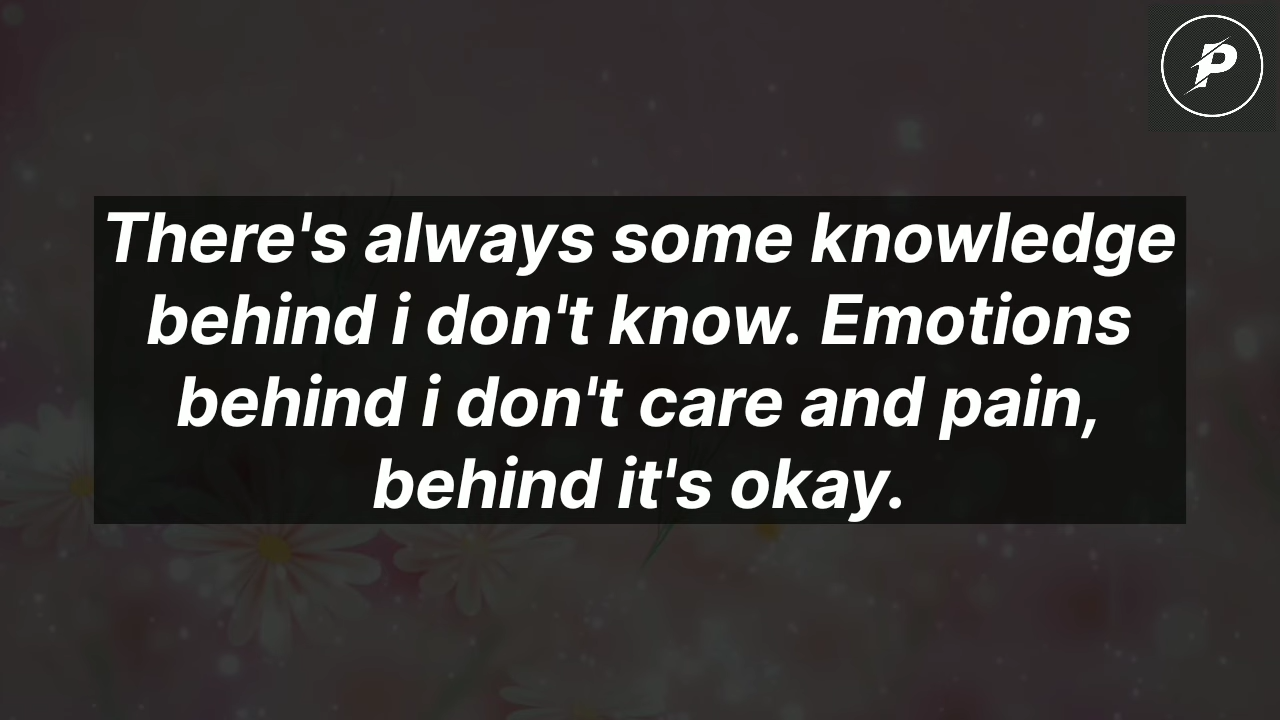 P
There's always some knowledge
behind i don't know. Emotions
behind i don't care and pain,
behind it's okay.